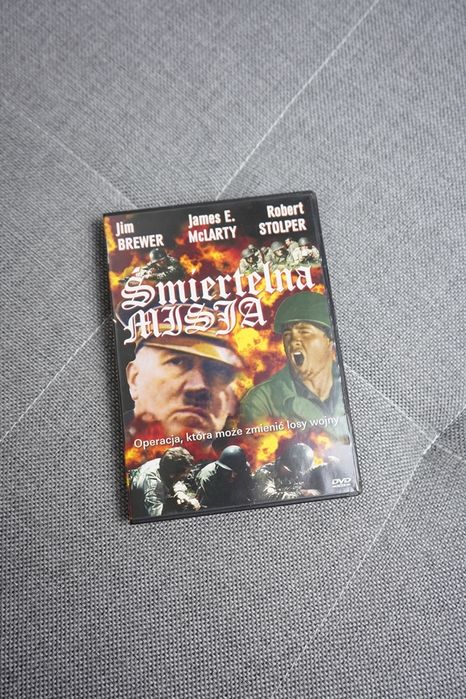 Jim
BREWER
James E.
McLARTY
Robert
STOLPER
Śmiertelna
MISJA
Operacja, która może zmienić losy wojny
DVD